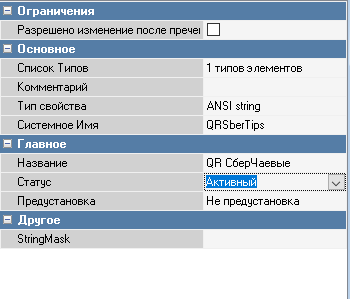 Ограничения
Разрешено изменение после пречен
Основное
Список Типов 1 типов элементов
Комментарий
Тип свойства ANSI string
Системное Имя QRSberTips
Главное
Название QR СберЧаевые
Статус Активный
Предустановка Не предустановка
Другое
StringMask